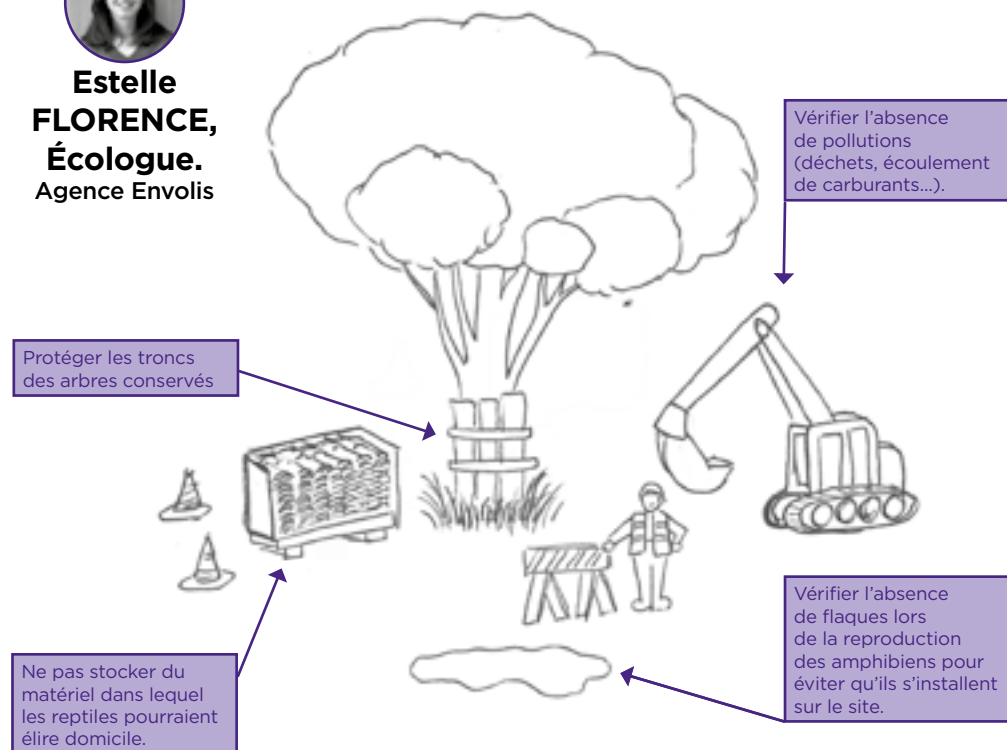 Estelle
FLORENCE,
Écologue.
Agence Envolis
Vérifier l'absence
de pollutions
(déchets, écoulement
de carburants...).
Protéger les troncs
des arbres conservés
Ne pas stocker du
matériel dans lequel
les reptiles pourraient
élire domicile.
Vérifier l'absence
de flaques lors
de la reproduction
des amphibiens pour
éviter qu'ils s'installent
sur le site.